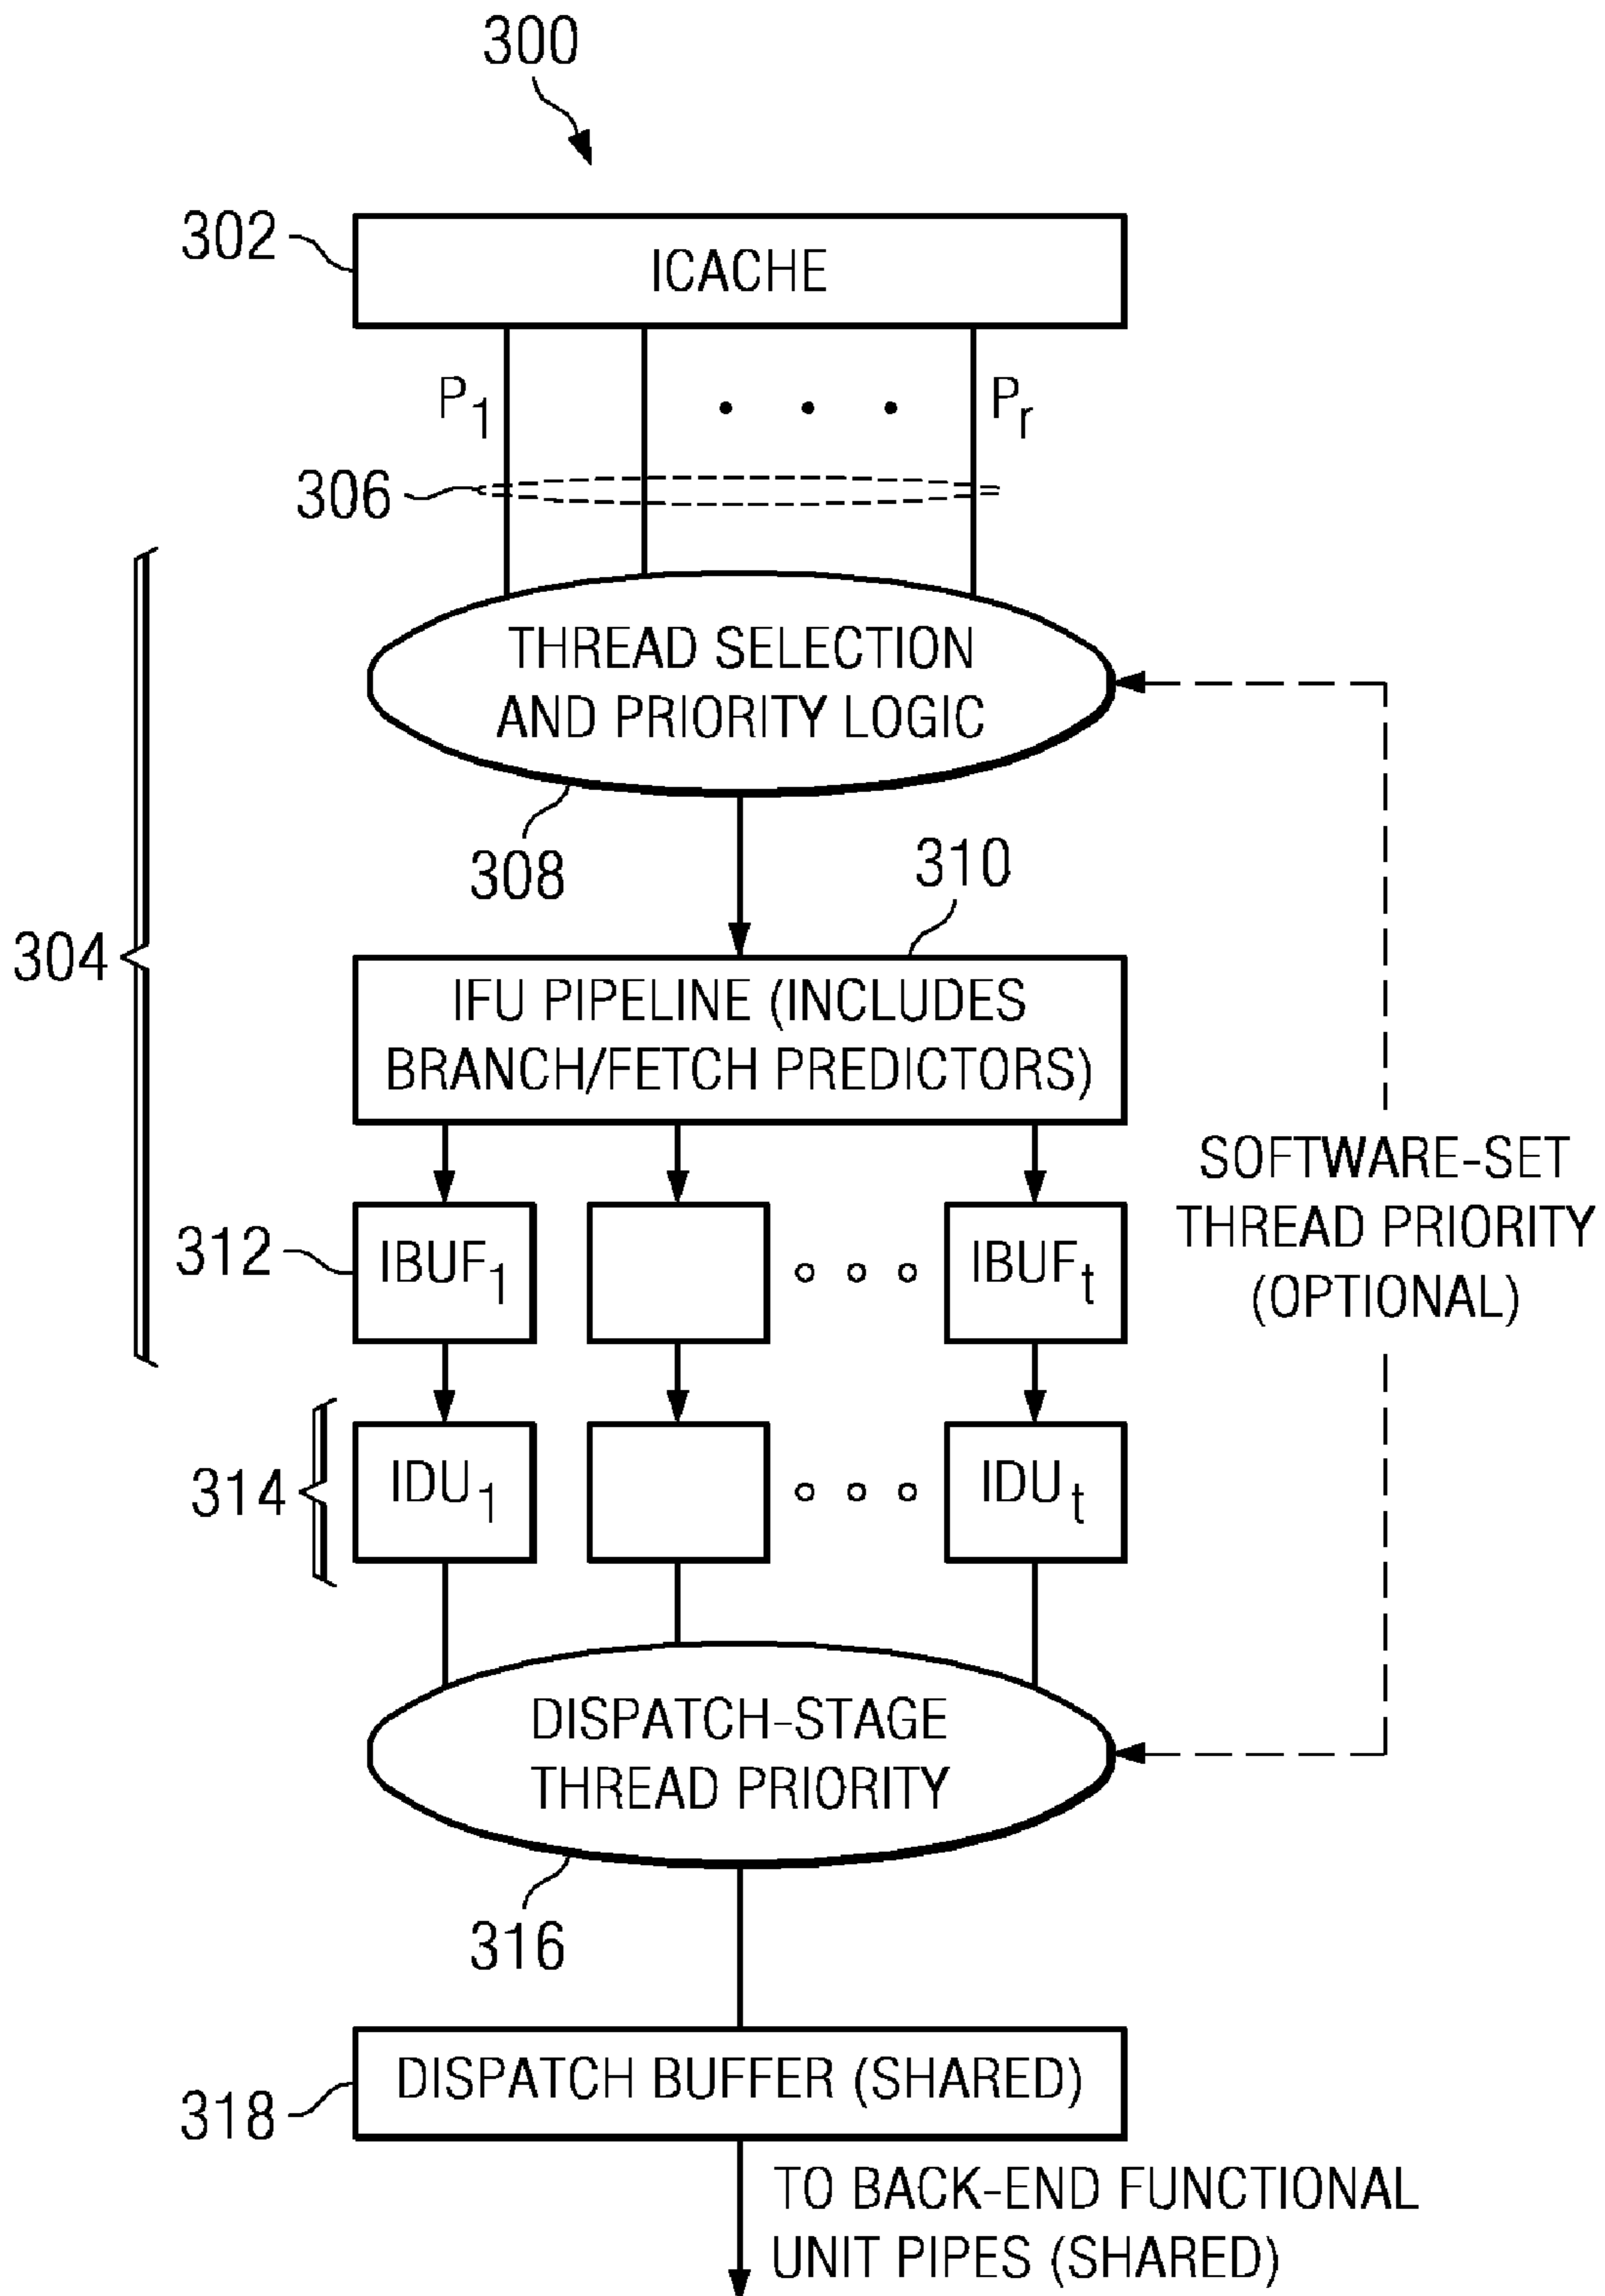 300
302
ICACHE
P1
Pr
306
THREAD SELECTION
AND PRIORITY LOGIC
308
310
304
IFU PIPELINE (INCLUDES
BRANCH/FETCH PREDICTORS)
SOFTWARE-SET
THREAD PRIORITY
(OPTIONAL)
312
IBUF1
IBUFt
314
IDU1
IDUt
DISPATCH-STAGE
THREAD PRIORITY
316
DISPATCH BUFFER (SHARED)
318
TO BACK-END FUNCTIONAL
UNIT PIPES (SHARED)